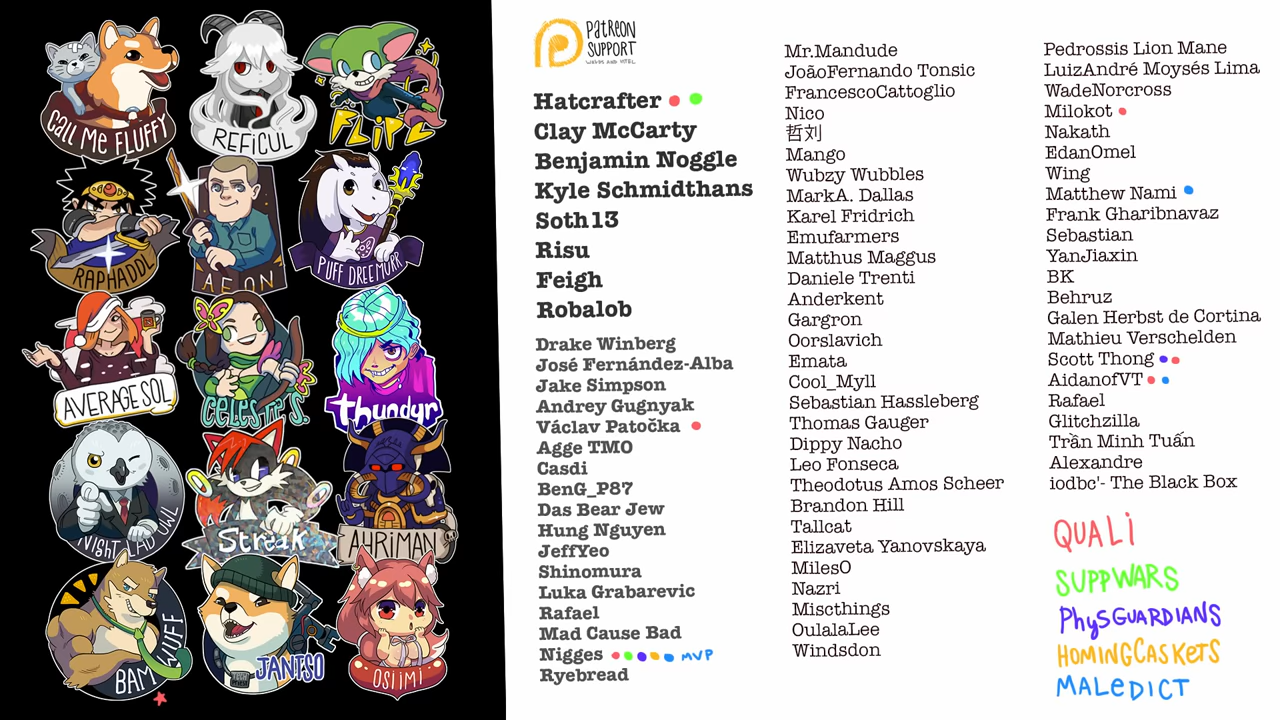 CALL ME FLUFFY
REFICUL
FLIPL
RAPHADDL
AEON
PUFF DREEMURR
AVERAGE SOL
CELESTE S.
thundyr
NIGHT LAB OWL
Streak
AHRIMAN
BAM WUFF
JANTSO
OSIIMI
PATREON
SUPPORT
Hatcrafter
Clay McCarty
Benjamin Noggle
Kyle Schmidthans
Soth13
Risu
Feigh
Robalob
Drake Winberg
José Fernández-Alba
Jake Simpson
Andrey Gugnyak
Václav Patočka
Agge TMO
Casdi
BenG_P87
Das Bear Jew
Hung Nguyen
JeffYeo
Shinomura
Luka Grabarevic
Rafael
Mad Cause Bad
Nigges MVP
Ryebread
Mr.Mandude
JoãoFernando Tonsic
FrancescoCattoglio
Nico
哲刘
Mango
Wubzy Wubbles
MarkA. Dallas
Karel Fridrich
Emufarmers
Matthus Maggus
Daniele Trenti
Anderkent
Gargron
Oorslavich
Emata
Cool_Myll
Sebastian Hassleberg
Thomas Gauger
Dippy Nacho
Leo Fonseca
Theodotus Amos Scheer
Brandon Hill
Tallcat
Elizaveta Yanovskaya
MilesO
Nazri
Miscthings
OulalaLee
Windsdon
Pedrossis Lion Mane
LuizAndré Moysés Lima
WadeNorcross
Milokot
Nakath
EdanOmel
Wing
Matthew Nami
Frank Gharibnavaz
Sebastian
YanJiaxin
BK
Behruz
Galen Herbst de Cortina
Mathieu Verschelden
Scott Thong
AidanofVT
Rafael
Glitchzilla
Trần Minh Tuấn
Alexandre
iodbc'- The Black Box
QUALI
SUPPWARS
PHYSGUARDIANS
HOMINGCASKETS
MALEDICT